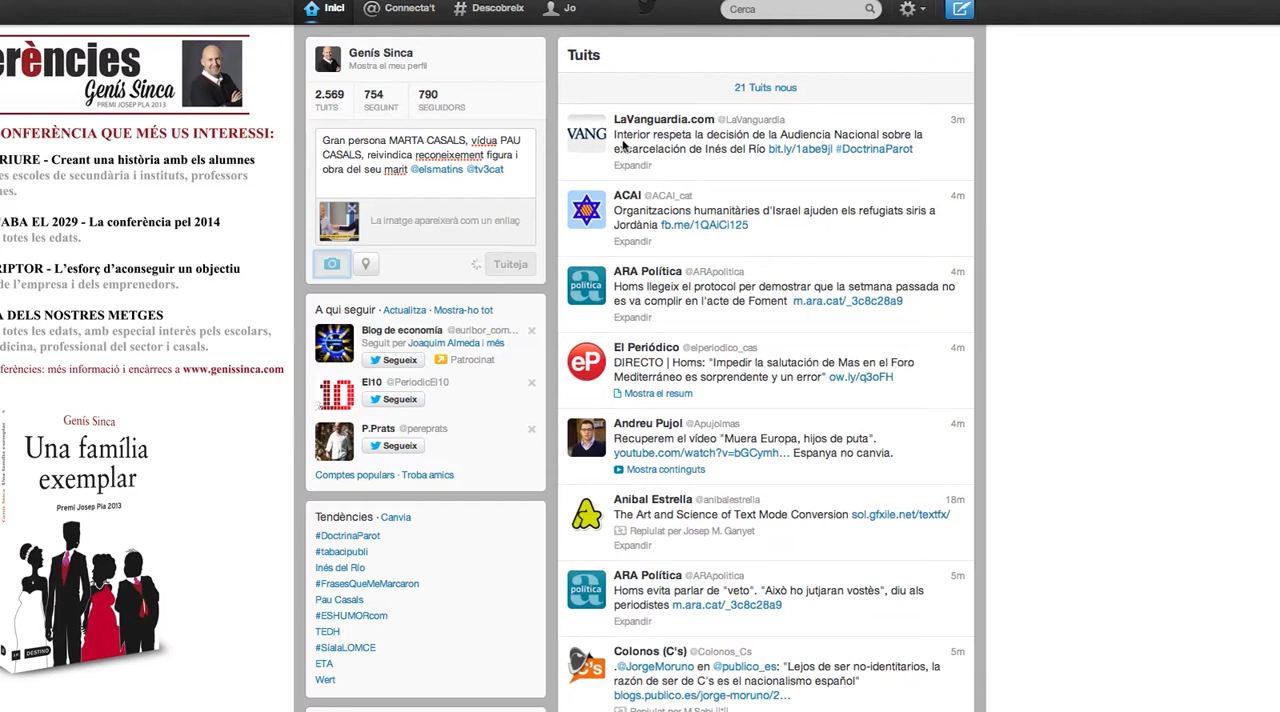 Inici
Connecta't
Descobreix
Jo
Cerca
erències
Genís Sinca
PREMI JOSEP PLA 2013
CONFERÈNCIA QUE MÉS US INTERESSI:
RIURE - Creant una història amb els alumnes
es escoles de secundària i instituts, professors
nes.
ABA EL 2029 - La conferència pel 2014
totes les edats.
RIPTOR - L'esforç d'aconseguir un objectiu
de l'empresa i dels emprenedors.
A DELS NOSTRES METGES
totes les edats, amb especial interès pels escolars,
dicina, professional del sector i casals.
ferències: més informació i encàrrecs a www.genissinca.com
Genís Sinca
Una família
exemplar
Premi Josep Pla 2013
DESTINO
Genís Sinca
Mostra el meu perfil
2.569
TUITS
754
SEGUINT
790
SEGUIDORS
Gran persona MARTA CASALS, vídua PAU
CASALS, reivindica reconeixement figura i
obra del seu marit @elsmatins @tv3cat
La imatge apareixerà com un enllaç
Tuiteja
A qui seguir · Actualitza · Mostra-ho tot
Blog de economía @euribor_com...
Seguit per Joaquim Almeda i més
Segueix
Patrocinat
El10 @PeriodicEl10
Segueix
P.Prats @pereprats
Segueix
Comptes populars · Troba amics
Tendències · Canvia
#DoctrinaParot
#tabacipubli
Inés del Río
#FrasesQueMeMarcaron
Pau Casals
#ESHUMORcom
TEDH
#SíalaLOMCE
ETA
Wert
Tuits
21 Tuits nous
VANG
LaVanguardia.com @LaVanguardia 3m
Interior respeta la decisión de la Audiencia Nacional sobre la
excarcelación de Inés del Río bit.ly/1abe9jl #DoctrinaParot
Expandir
ACAI @ACAI_cat 4m
Organitzacions humanitàries d'Israel ajuden els refugiats siris a
Jordània fb.me/1QAiCi125
Expandir
política
ARA Política @ARApolitica 4m
Homs llegeix el protocol per demostrar que la setmana passada no
es va complir en l'acte de Foment m.ara.cat/_3c8c28a9
Expandir
eP
El Periódico @elperiodico_cas 4m
DIRECTO | Homs: "Impedir la salutación de Mas en el Foro
Mediterráneo es sorprendente y un error" ow.ly/q3oFH
Mostra el resum
Andreu Pujol @Apujolmas 4m
Recuperem el vídeo "Muera Europa, hijos de puta".
youtube.com/watch?v=bGCymh... Espanya no canvia.
Mostra continguts
Anibal Estrella @anibalestrella 18m
The Art and Science of Text Mode Conversion sol.gfxile.net/textfx/
Repiulat per Josep M. Ganyet
Expandir
política
ARA Política @ARApolitica 5m
Homs evita parlar de "veto". "Això ho jutjaran vostès", diu als
periodistes m.ara.cat/_3c8c28a9
Expandir
C's
Colonos (C's) @Colonos_Cs 5m
.@JorgeMoruno en @publico_es: "Lejos de ser no-identitarios, la
razón de ser de C's es el nacionalismo español"
blogs.publico.es/jorge-moruno/2...
Repiulat per M.Sabi